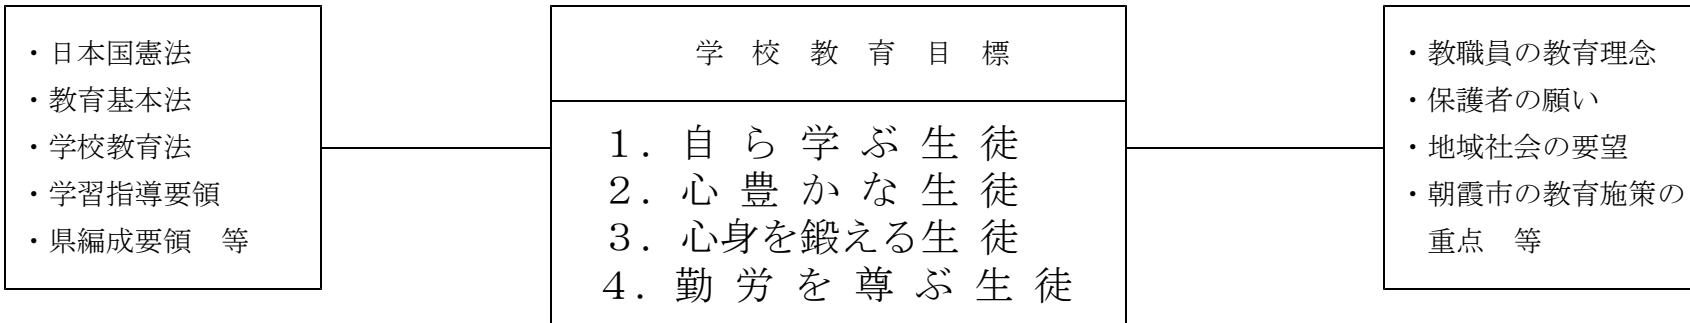 ・日本国憲法
・教育基本法
・学校教育法
・学習指導要領
・県編成要領　等
学　校　教　育　目　標
１．自 ら 学 ぶ 生 徒
２．心 豊 か な 生 徒
３．心身を鍛える生 徒
４．勤 労 を 尊 ぶ 生 徒
・教職員の教育理念
・保護者の願い
・地域社会の要望
・朝霞市の教育施策の
重点　等